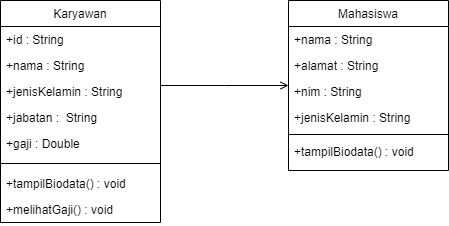 Karyawan
+id : String
+nama : String
+jenisKelamin : String
+jabatan : String
+gaji : Double
+tampilBiodata() : void
+melihatGaji() : void
Mahasiswa
+nama : String
+alamat : String
+nim : String
+jenisKelamin : String
+tampilBiodata() : void